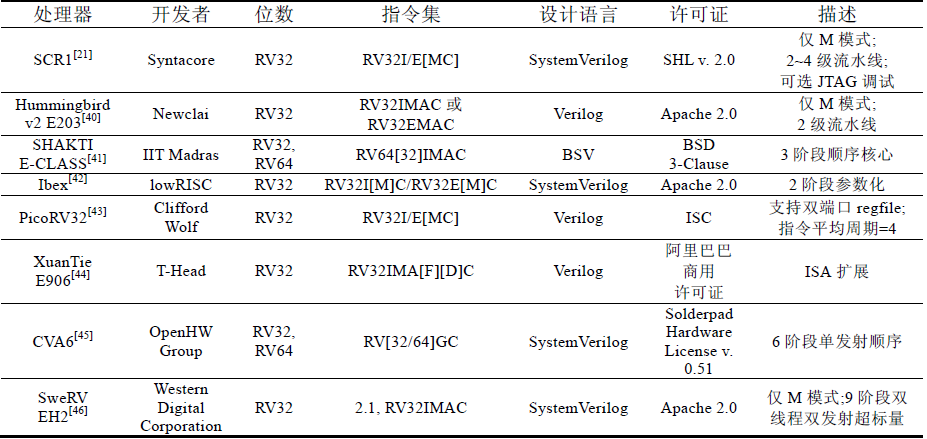 处理器 开发者 位数 指令集 设计语言 许可证 描述
SCR1[21] Syntacore RV32 RV32I/E[MC] SystemVerilog SHL v. 2.0 仅 M 模式;
2~4 级流水线;
可选 JTAG 调试
Hummingbird
v2 E203[40] Newclai RV32 RV32IMAC 或
RV32EMAC Verilog Apache 2.0 仅 M 模式;
2 级流水线
SHAKTI
E-CLASS[41] IIT Madras RV32,
RV64 RV64[32]IMAC BSV BSD
3-Clause 3 阶段顺序核心
Ibex[42] lowRISC RV32 RV32I[M]C/RV32E[M]C SystemVerilog Apache 2.0 2 阶段参数化
PicoRV32[43] Clifford
Wolf RV32 RV32I/E[MC] Verilog ISC 支持双端口 regfile;
指令平均周期=4
XuanTie
E906[44] T-Head RV32 RV32IMA[F][D]C Verilog 阿里巴巴
商用
许可证 ISA 扩展
CVA6[45] OpenHW
Group RV32,
RV64 RV[32/64]GC SystemVerilog Solderpad
Hardware
License v.
0.51 6 阶段单发射顺序
SweRV
EH2[46] Western
Digital
Corporation RV32 2.1, RV32IMAC SystemVerilog Apache 2.0 仅 M 模式;9 阶段双
线程双发射超标量